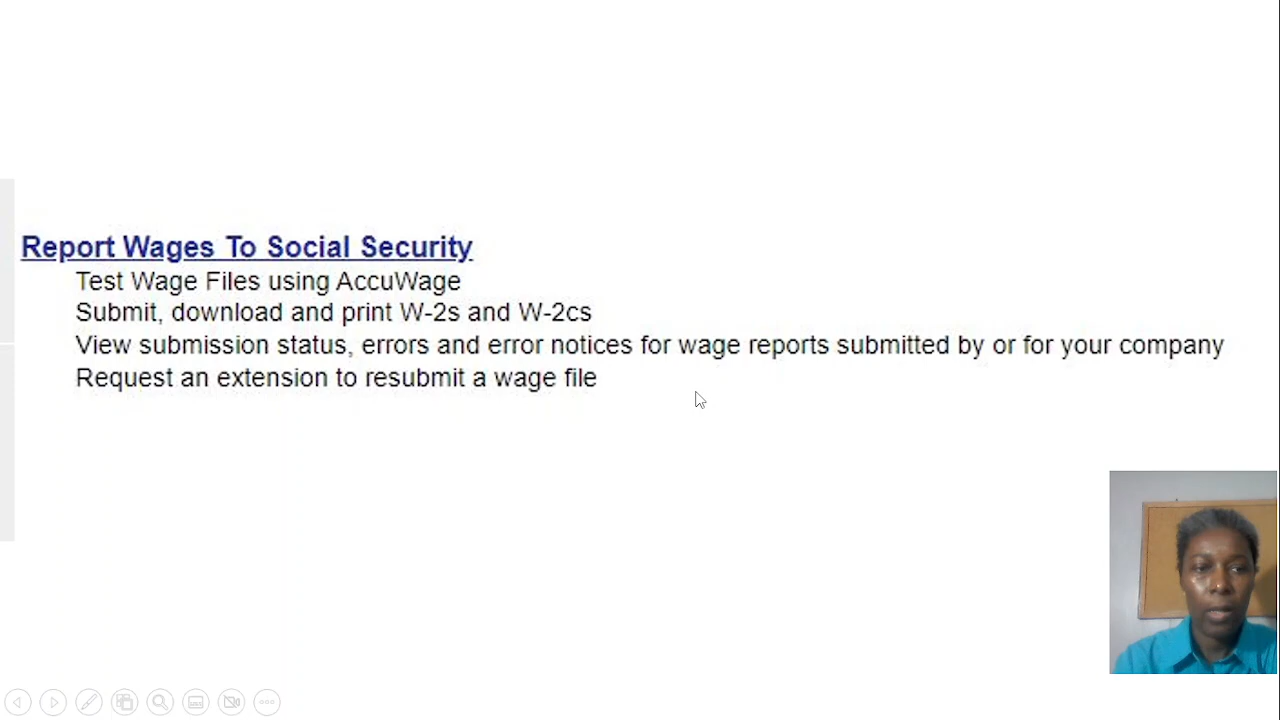 Report Wages To Social Security
Test Wage Files using AccuWage
Submit, download and print W-2s and W-2cs
View submission status, errors and error notices for wage reports submitted by or for your company
Request an extension to resubmit a wage file